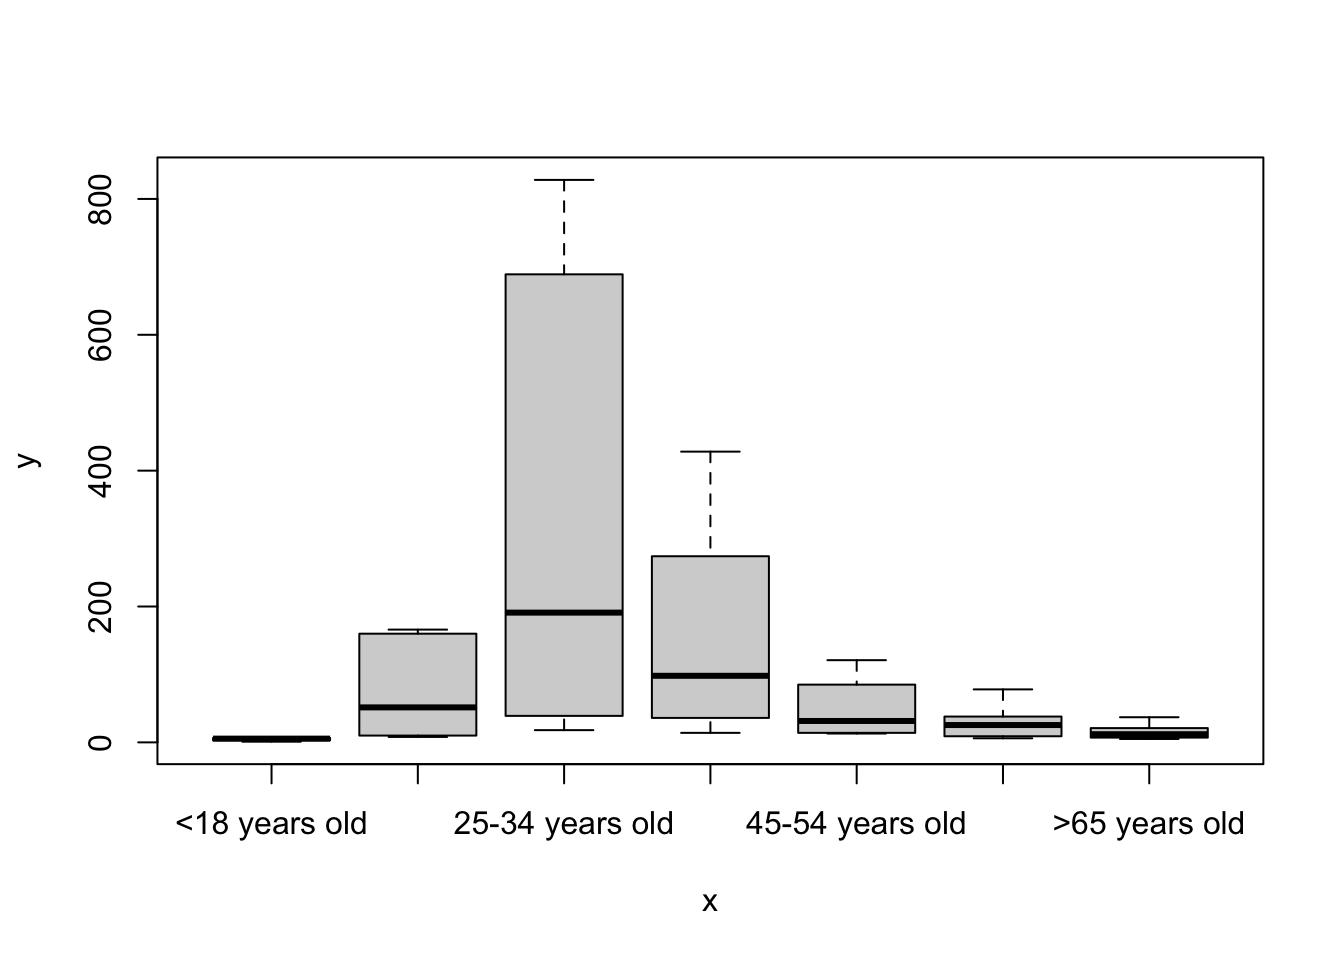 800
600
400
200
0
y
<18 years old
25-34 years old
45-54 years old
>65 years old
x